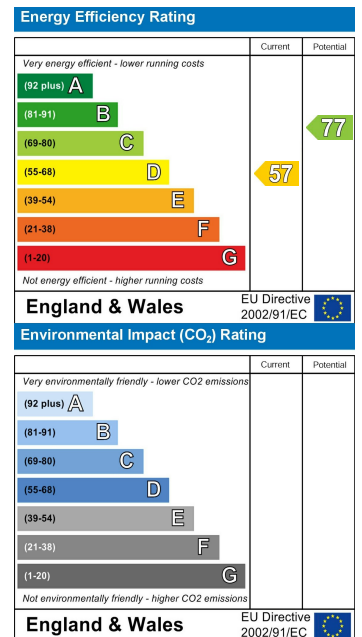 Energy Efficiency Rating
Current Potential
Very energy efficient - lower running costs
(92 plus) A
(81-91) B
(69-80) C
(55-68) D
(39-54) E
(21-38) F
(1-20) G
57
77
Not energy efficient - higher running costs
England & Wales
EU Directive
2002/91/EC
Environmental Impact (CO₂) Rating
Current Potential
Very environmentally friendly - lower CO2 emissions
(92 plus) A
(81-91) B
(69-80) C
(55-68) D
(39-54) E
(21-38) F
(1-20) G
Not environmentally friendly - higher CO2 emissions
England & Wales
EU Directive
2002/91/EC